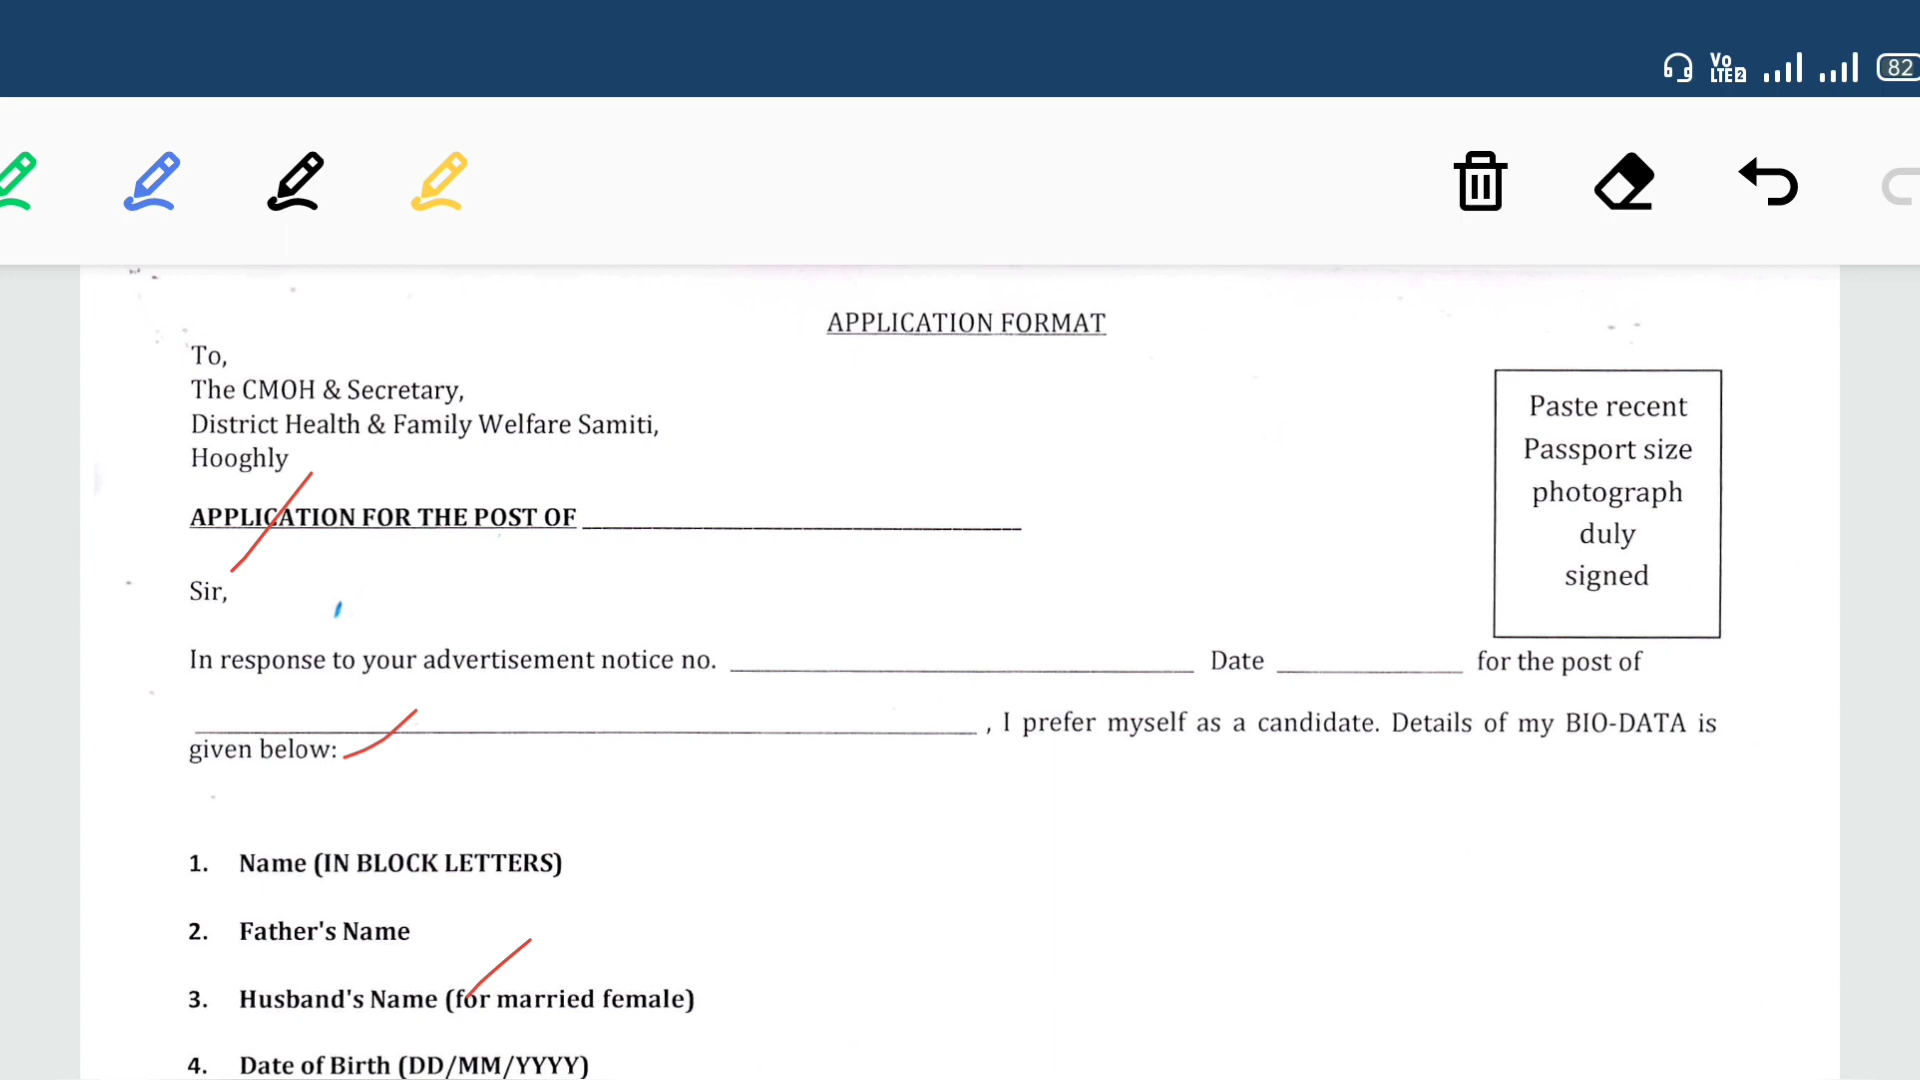 Vo
LTE2
82
APPLICATION FORMAT
To,
The CMOH & Secretary,
District Health & Family Welfare Samiti,
Hooghly
Paste recent
Passport size
photograph
duly
signed
APPLICATION FOR THE POST OF
Sir,
In response to your advertisement notice no. Date for the post of
, I prefer myself as a candidate. Details of my BIO-DATA is
given below:
1. Name (IN BLOCK LETTERS)
2. Father's Name
3. Husband's Name (for married female)
4. Date of Birth (DD/MM/YYYY)